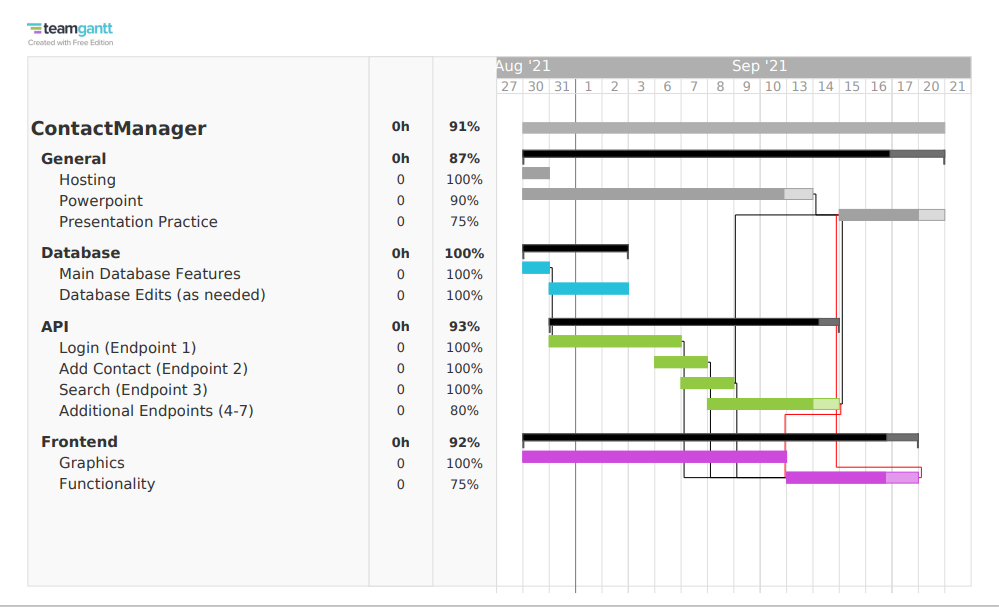 teamgantt
Created with Free Edition
Aug '21 Sep '21
27 30 31 1 2 3 6 7 8 9 10 13 14 15 16 17 20 21
ContactManager 0h 91%
General 0h 87%
Hosting 0 100%
Powerpoint 0 90%
Presentation Practice 0 75%
Database 0h 100%
Main Database Features 0 100%
Database Edits (as needed) 0 100%
API 0h 93%
Login (Endpoint 1) 0 100%
Add Contact (Endpoint 2) 0 100%
Search (Endpoint 3) 0 100%
Additional Endpoints (4-7) 0 80%
Frontend 0h 92%
Graphics 0 100%
Functionality 0 75%